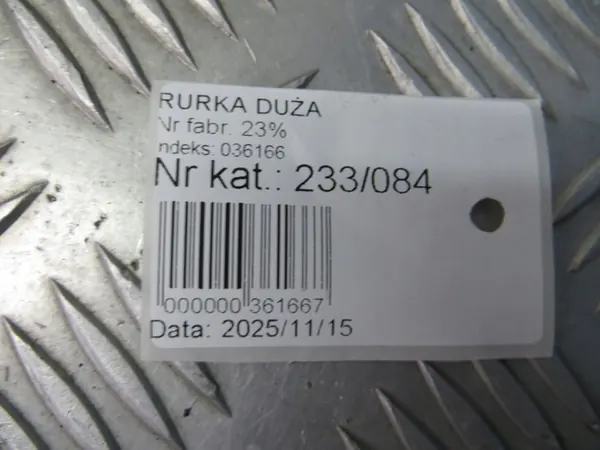 RURKA DUŻA
Nr fabr. 23%
ndeks: 036166
Nr kat.: 233/084
000000 361667
Data: 2025/11/15